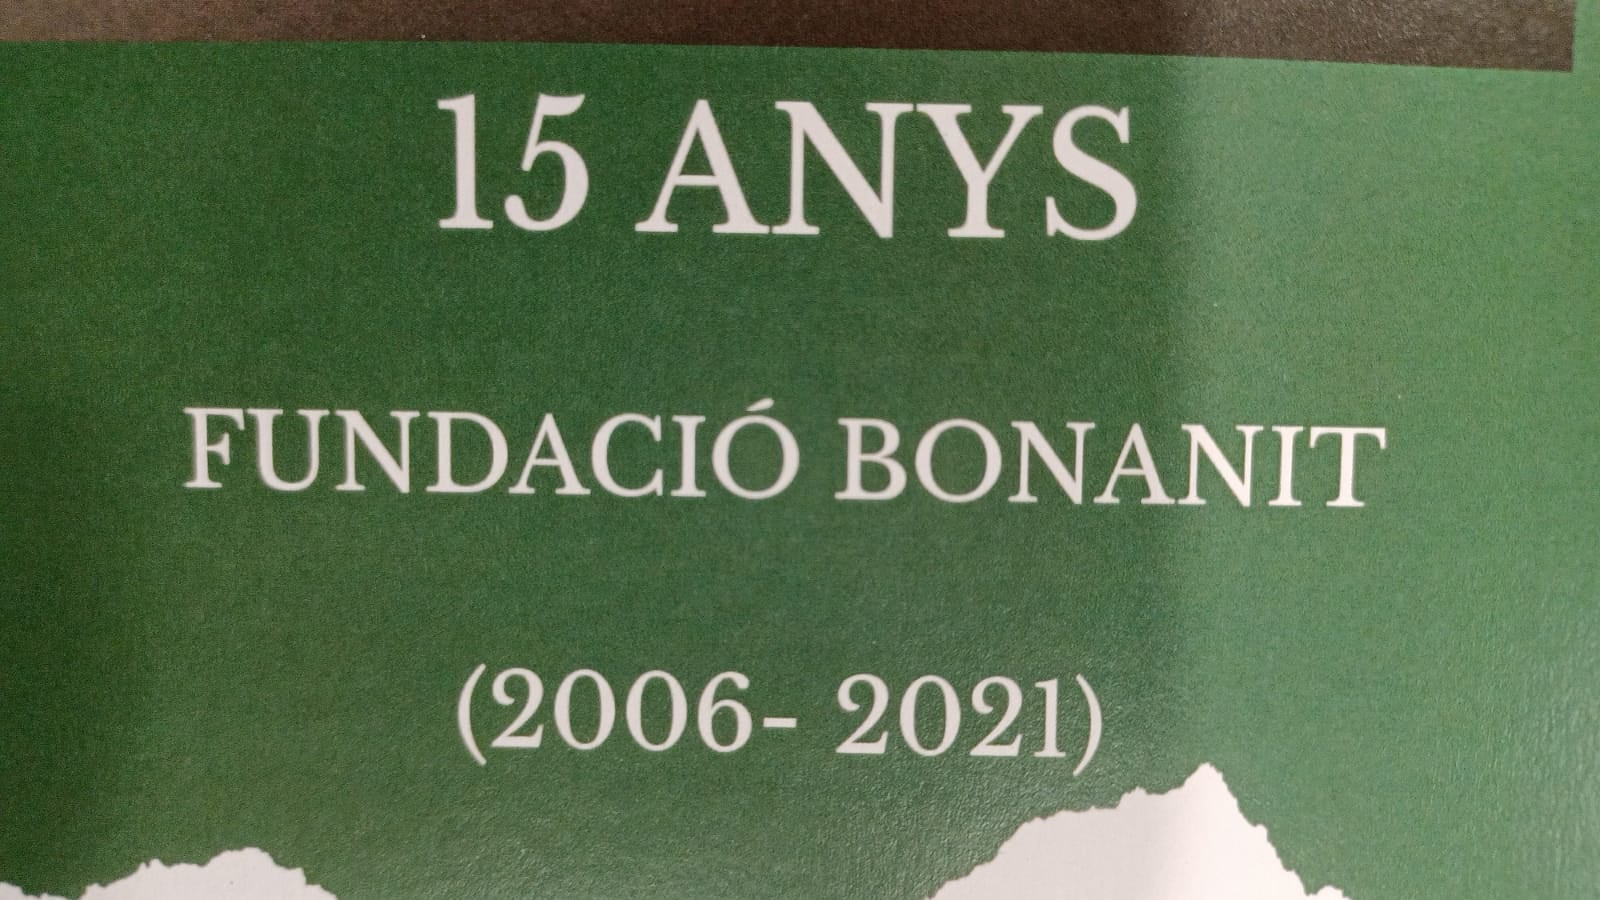 15 ANYS
FUNDACIÓ BONANIT
(2006- 2021)